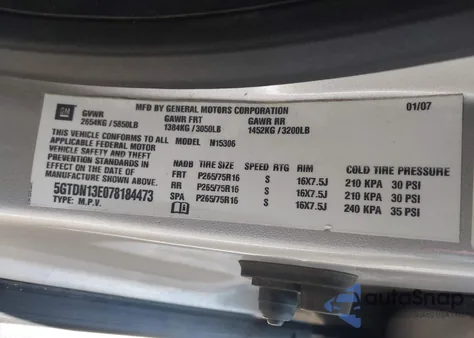 GM
MFD BY GENERAL MOTORS CORPORATION 01/07
GVWR GAWR FRT GAWR RR
2654KG/5850LB 1384KG/3050LB 1452KG/3200LB
THIS VEHICLE CONFORMS TO ALL MODEL N15306
APPLICABLE FEDERAL MOTOR
VEHICLE SAFETY AND THEFT
PREVENTION STANDARDS IN
EFFECT ON THE DATE OF
MANUFACTURE SHOWN ABOVE.
5GTDN13E078184473
TYPE: M.P.V.
NADB TIRE SIZE SPEED RTG RIM COLD TIRE PRESSURE
FRT P265/75R16 S 16X7.5J 210 KPA 30 PSI
RR P265/75R16 S 16X7.5J 210 KPA 30 PSI
SPA P265/75R16 S 16X7.5J 240 KPA 35 PSI
autoSnap